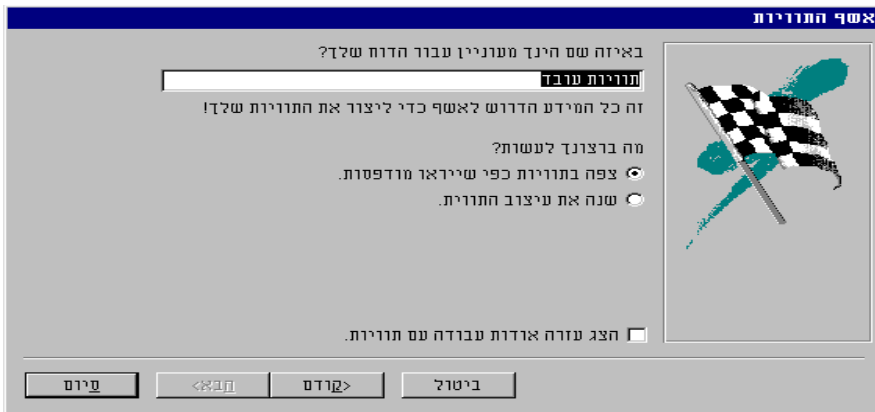 אשף התוויות
באיזה שם הינך מעוניין עבור הדוח שלך?
תוויות עובד
זה כל המידע הדרוש לאשף כדי ליצור את התוויות שלך!
מה ברצונך לעשות?
צפה בתוויות כפי שייראו מודפסות.
שנה את עיצוב התווית.
הצג עזרה אודות עבודה עם תוויות.
ביטול
<קודם
הבא>
סיום